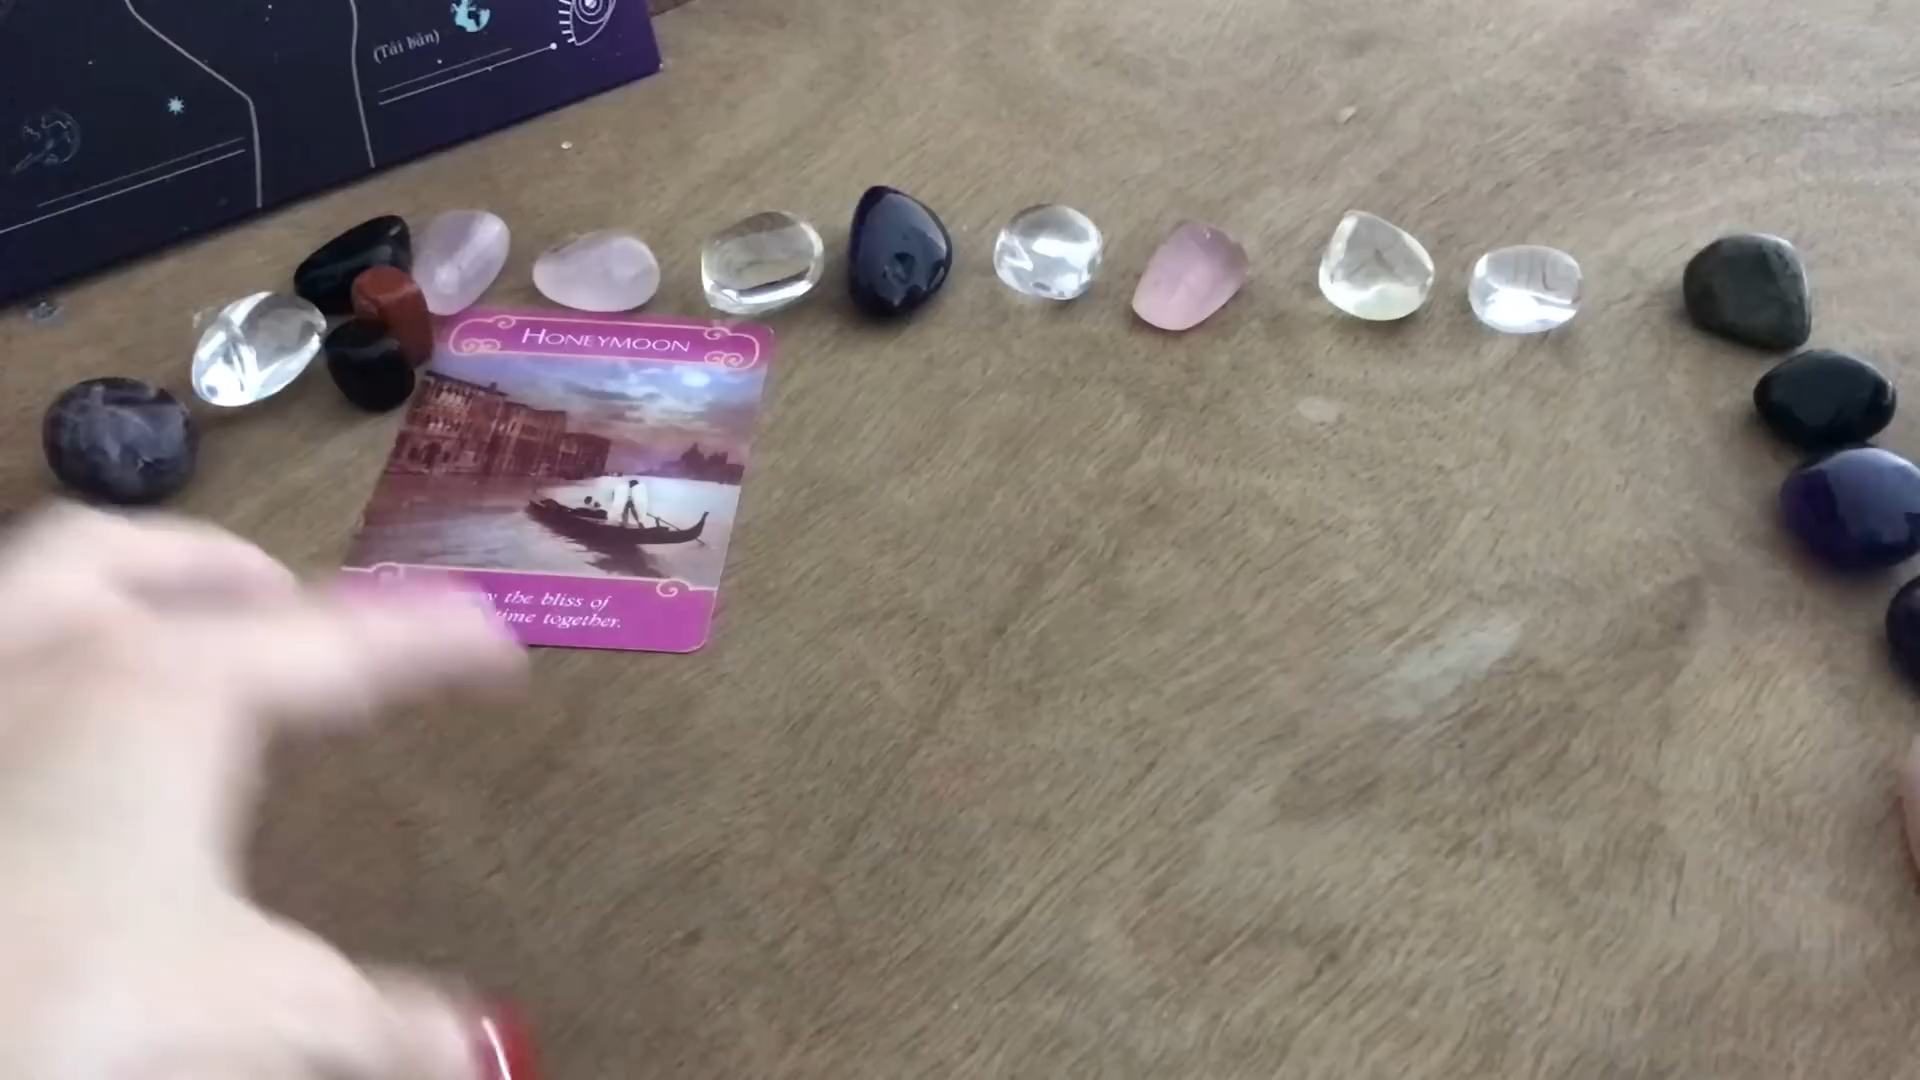 (Tái bản)
HONEYMOON
the bliss of
time together.